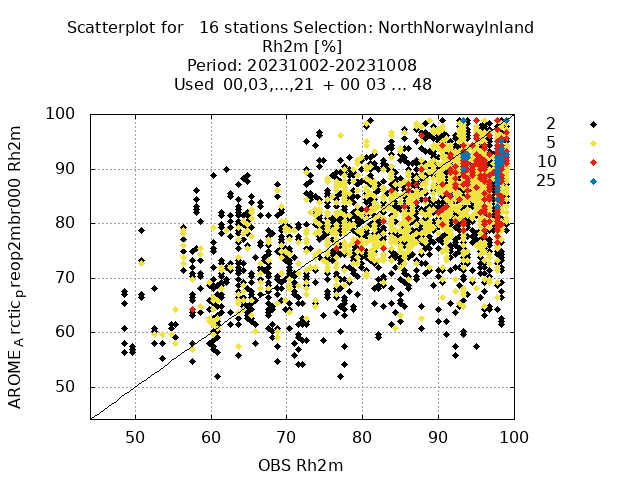 Scatterplot for 16 stations Selection: NorthNorwayInland
Rh2m [%]
Period: 20231002-20231008
Used 00,03,...,21 + 00 03 ... 48
AROME_Arctic_preop2mbr000 Rh2m
100
90
80
70
60
50
50 60 70 80 90 100
OBS Rh2m
2
5
10
25